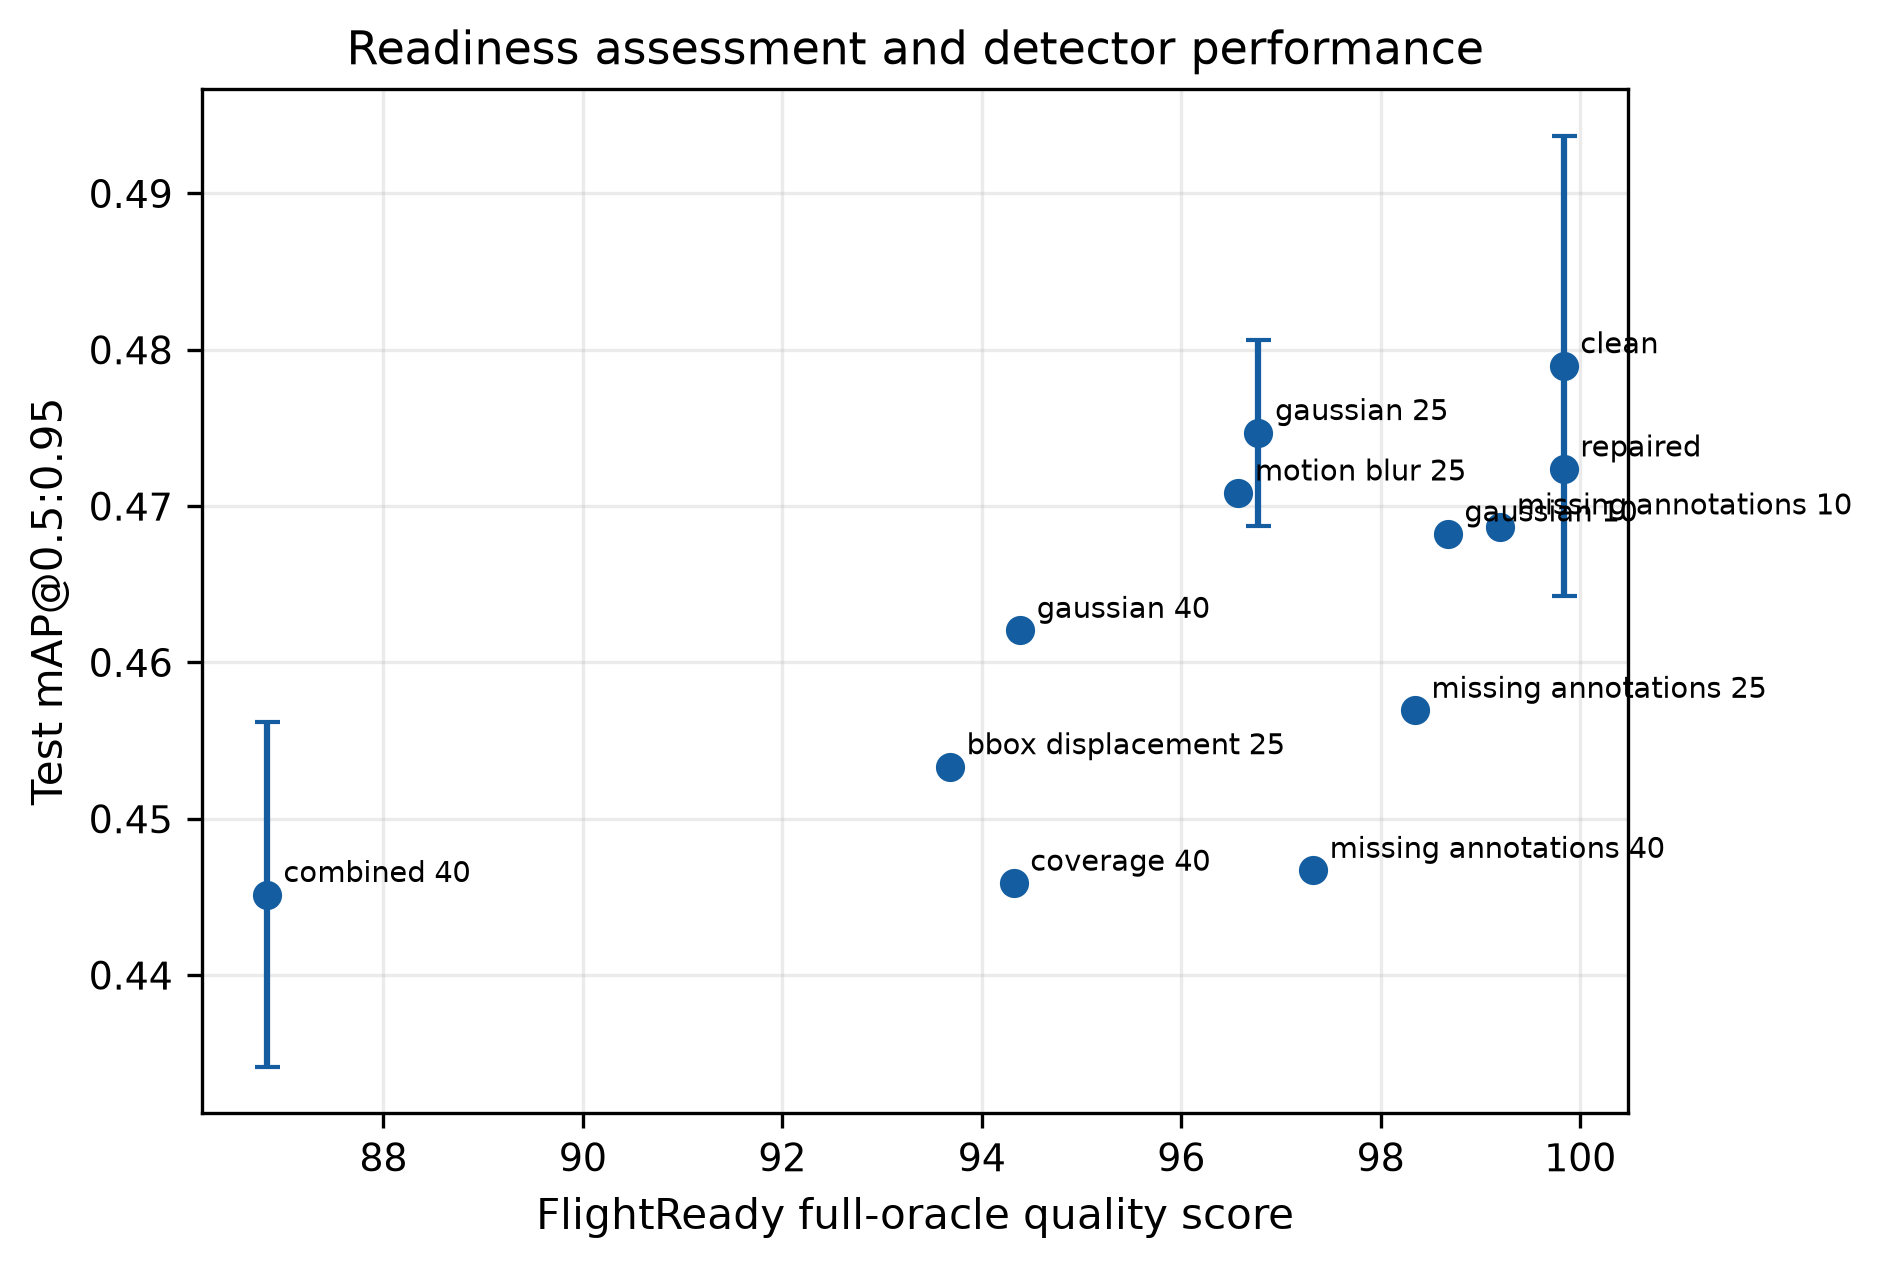 Readiness assessment and detector performance
Test mAP@0.5:0.95
0.49
0.48
0.47
0.46
0.45
0.44
clean
gaussian 25
repaired
motion blur 25
missing annotations 10
gaussian 10
gaussian 40
missing annotations 25
bbox displacement 25
missing annotations 40
coverage 40
combined 40
88
90
92
94
96
98
100
FlightReady full-oracle quality score